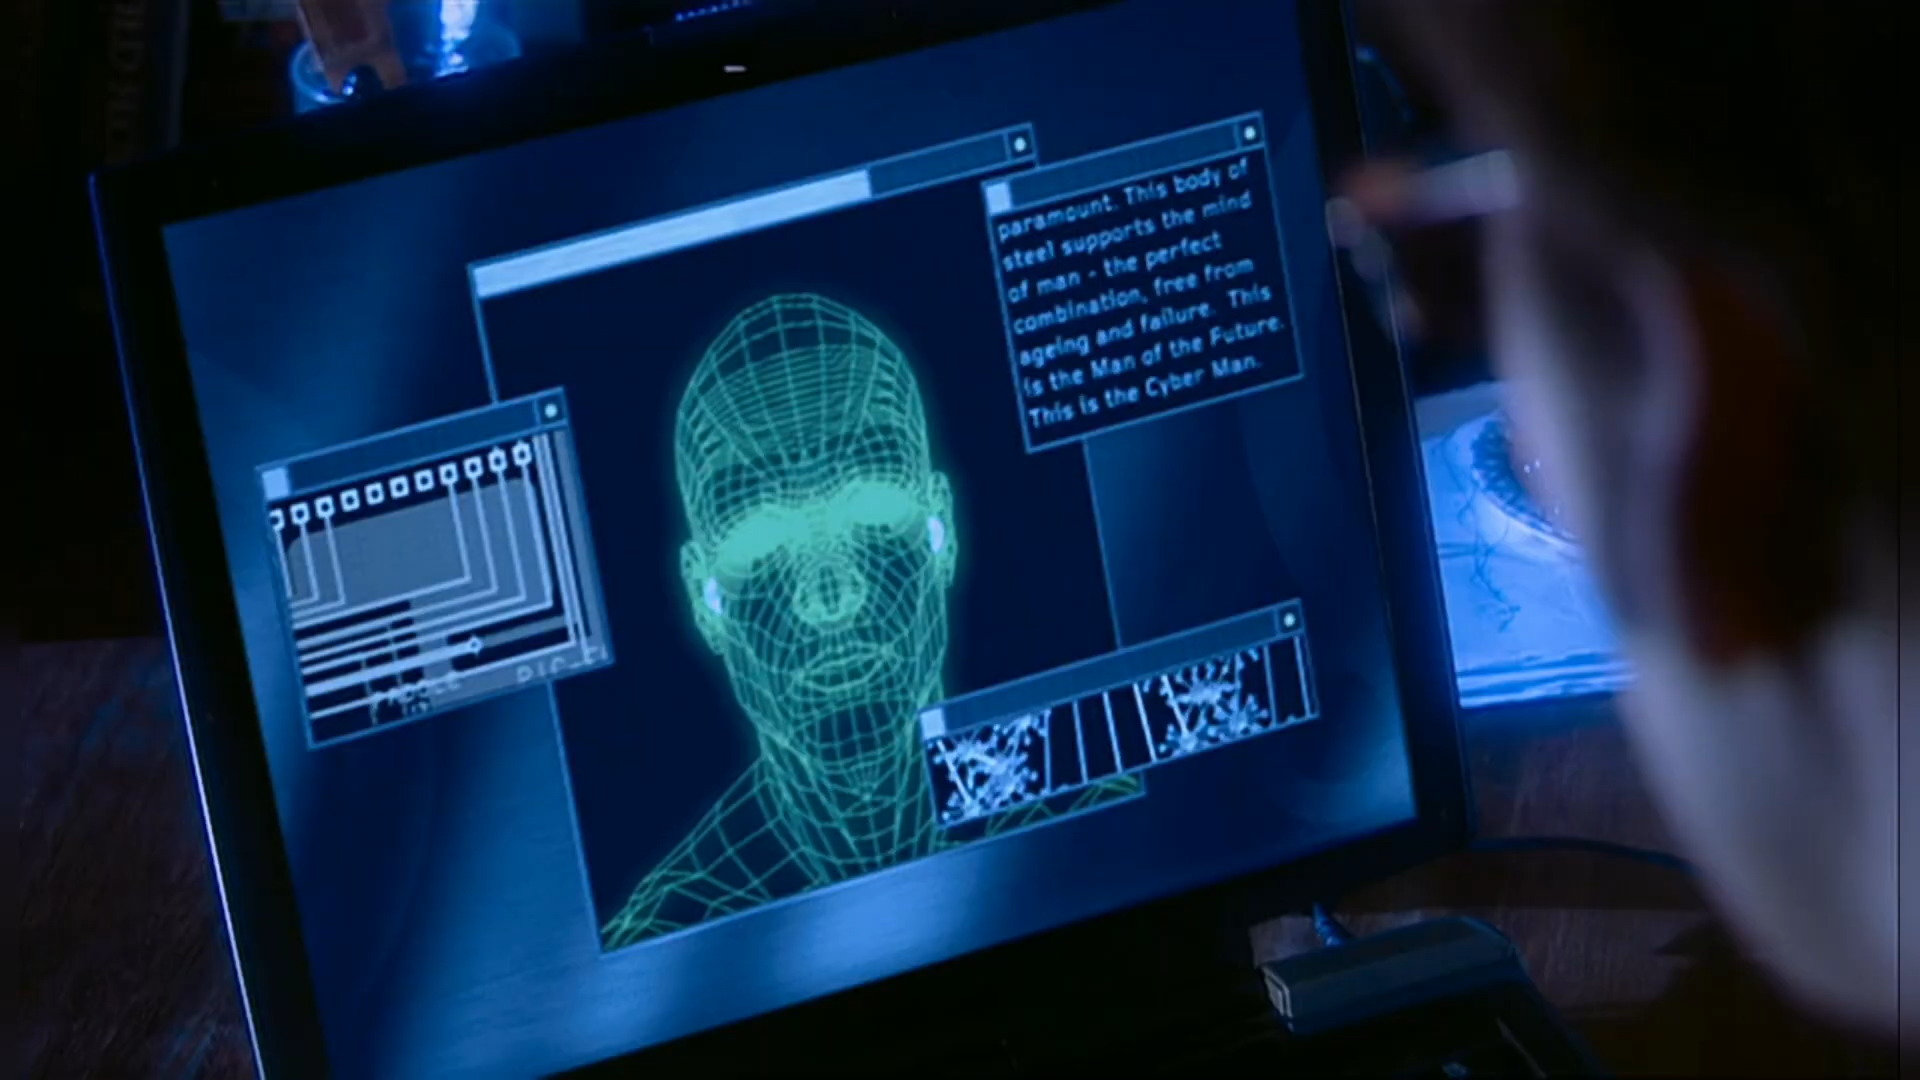 paramount. This body of
steel supports the mind
of man - the perfect
combination, free from
ageing and failure. This
is the Man of the Future.
This is the Cyber Man.